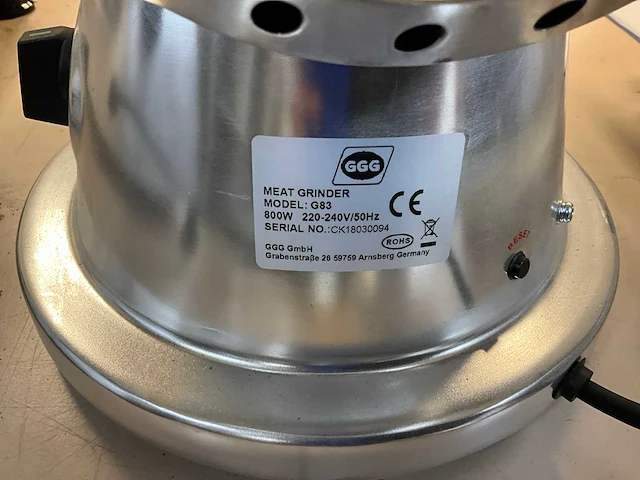 GGG
MEAT GRINDER
MODEL: G83
800W 220-240V/50Hz
SERIAL NO.:CK18030094
CE
ROHS
GGG GmbH
Grabenstraße 26 59759 Arnsberg Germany
RESET